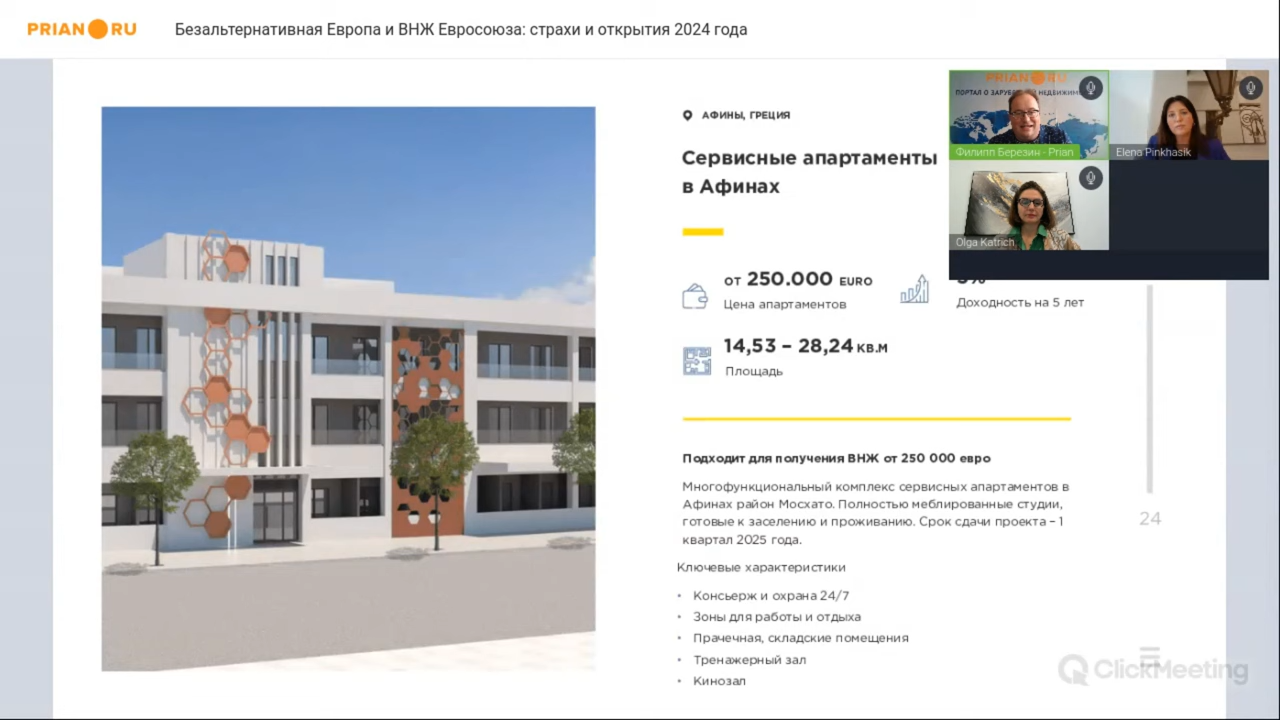 PRIAN RU
Безальтернативная Европа и ВНЖ Евросоюза: страхи и открытия 2024 года
PRIAN RU
ПОРТАЛ О
НЕДВИЖИМ
Филипп Березин - Prian
Elena Pinkhasik
Olga Katrich
АФИНЫ, ГРЕЦИЯ
Сервисные апартаменты
в Афинах
от 250.000 EURO
Цена апартаментов
Доходность на 5 лет
14,53 – 28,24 КВ.М
Площадь
Подходит для получения ВНЖ от 250 000 евро
Многофункциональный комплекс сервисных апартаментов в
Афинах район Мосхато. Полностью меблированные студии,
готовые к заселению и проживанию. Срок сдачи проекта – 1
квартал 2025 года.
24
Ключевые характеристики
• Консьерж и охрана 24/7
• Зоны для работы и отдыха
• Прачечная, складские помещения
• Тренажерный зал
• Кинозал
ClickMeeting